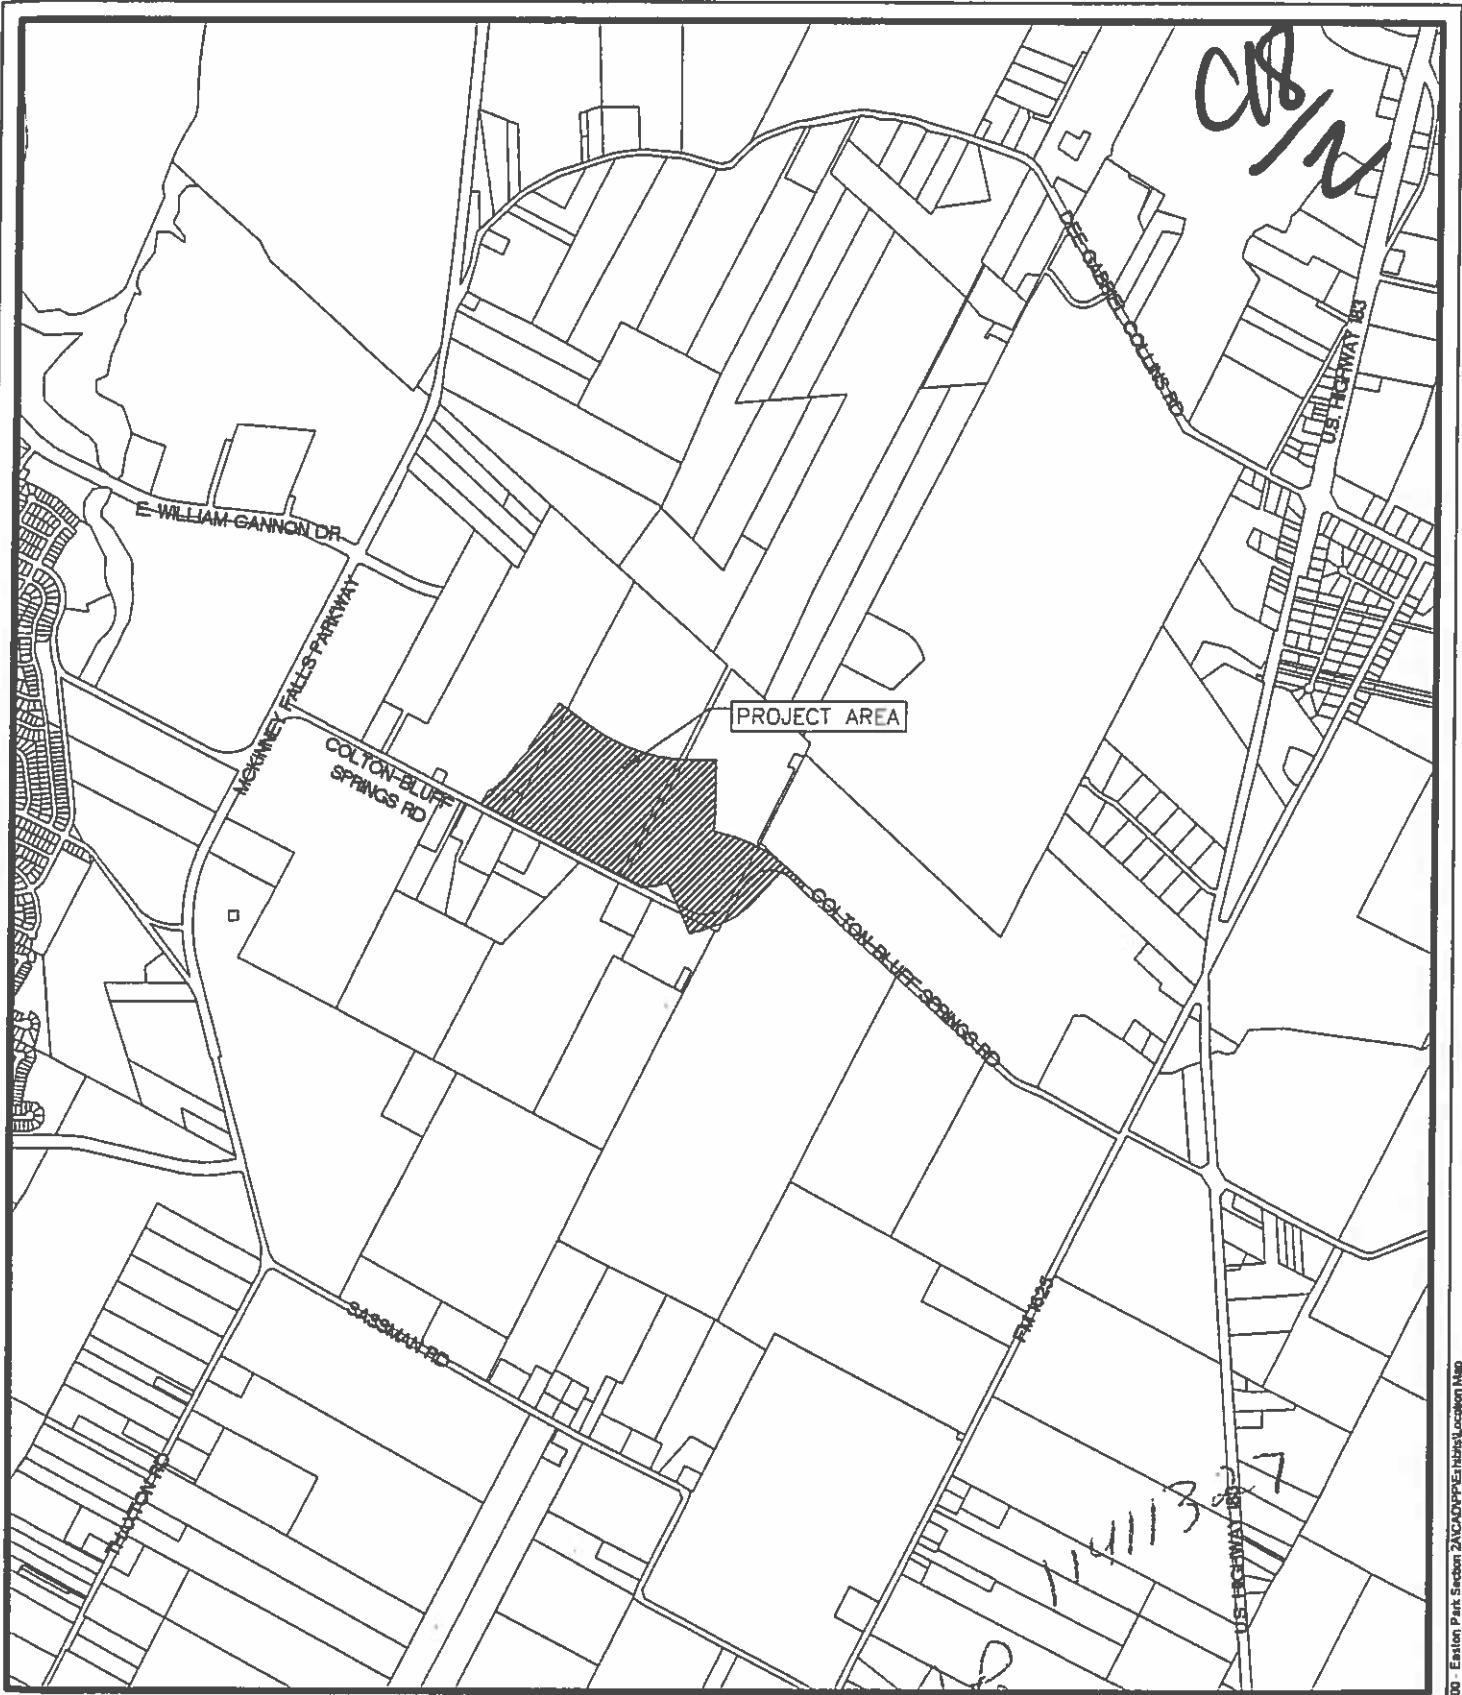 C18/2
DEE GABRIEL COLLINS RD
U.S. HIGHWAY 183
E WILLIAM CANNON DR
MCKINNEY FALLS PARKWAY
PROJECT AREA
COLTON-BLUFF
SPRINGS RD
COLTON-BLUFF SPRINGS RD
FM 1625
SASSMAN RD
THAXTON RD
U.S. HIGHWAY 183
00 - Easton Park Section 2A\CAD\PP\Exhibits\Location Map